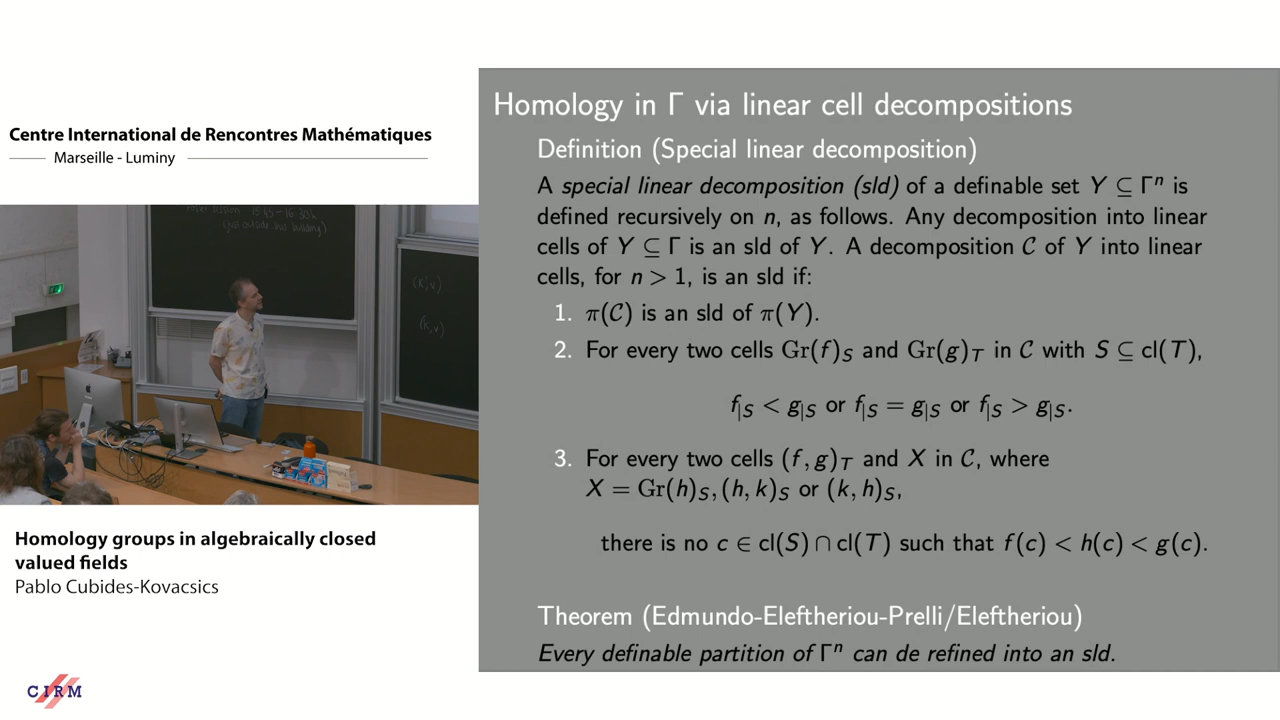 Centre International de Rencontres Mathématiques
Marseille - Luminy
(just outside this building)
(K, v)
Homology groups in algebraically closed
valued fields
Pablo Cubides-Kovacsics
CIRM
Homology in Γ via linear cell decompositions
Definition (Special linear decomposition)
A special linear decomposition (sld) of a definable set Y ⊆ Γⁿ is
defined recursively on n, as follows. Any decomposition into linear
cells of Y ⊆ Γ is an sld of Y. A decomposition 𝒞 of Y into linear
cells, for n > 1, is an sld if:
1. π(𝒞) is an sld of π(Y).
2. For every two cells Gr(f)_S and Gr(g)_T in 𝒞 with S ⊆ cl(T),
f_|S < g_|S or f_|S = g_|S or f_|S > g_|S.
3. For every two cells (f, g)_T and X in 𝒞, where
X = Gr(h)_S, (h, k)_S or (k, h)_S,
there is no c ∈ cl(S) ∩ cl(T) such that f(c) < h(c) < g(c).
Theorem (Edmundo-Eleftheriou-Prelli/Eleftheriou)
Every definable partition of Γⁿ can de refined into an sld.